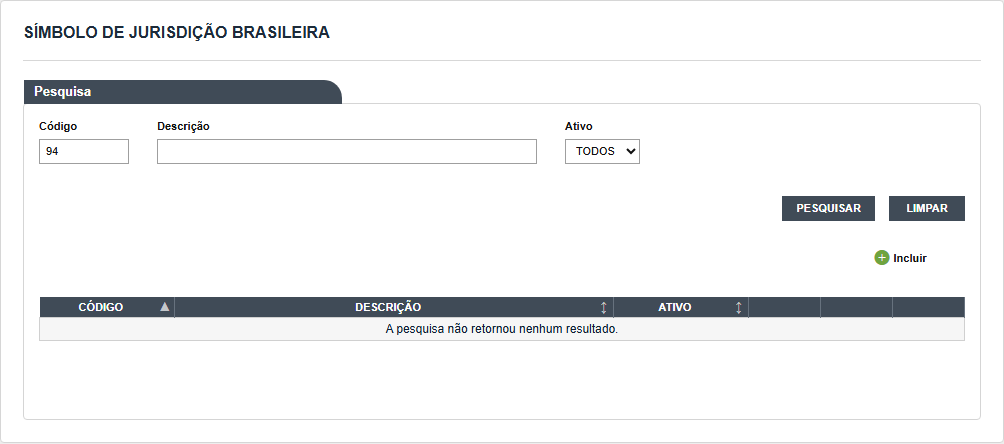 SÍMBOLO DE JURISDIÇÃO BRASILEIRA
Pesquisa
Código Descrição Ativo
94 TODOS
PESQUISAR LIMPAR
Incluir
CÓDIGO DESCRIÇÃO ATIVO
A pesquisa não retornou nenhum resultado.